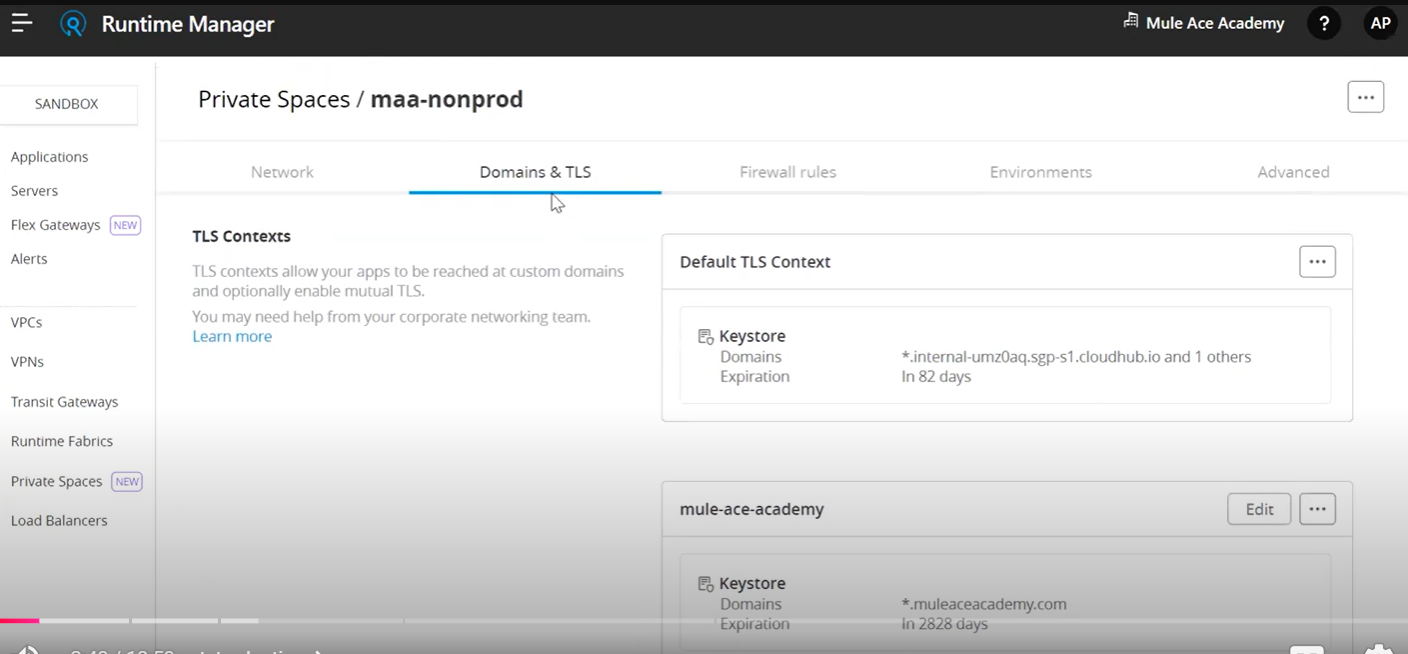 Runtime Manager
Mule Ace Academy
?
AP
SANDBOX
Applications
Servers
Flex Gateways NEW
Alerts
VPCs
VPNs
Transit Gateways
Runtime Fabrics
Private Spaces NEW
Load Balancers
Private Spaces / maa-nonprod
Network
Domains & TLS
Firewall rules
Environments
Advanced
TLS Contexts
TLS contexts allow your apps to be reached at custom domains
and optionally enable mutual TLS.
You may need help from your corporate networking team.
Learn more
Default TLS Context
Keystore
Domains *.internal-umz0aq.sgp-s1.cloudhub.io and 1 others
Expiration In 82 days
mule-ace-academy
Edit
Keystore
Domains *.muleaceacademy.com
Expiration In 2828 days